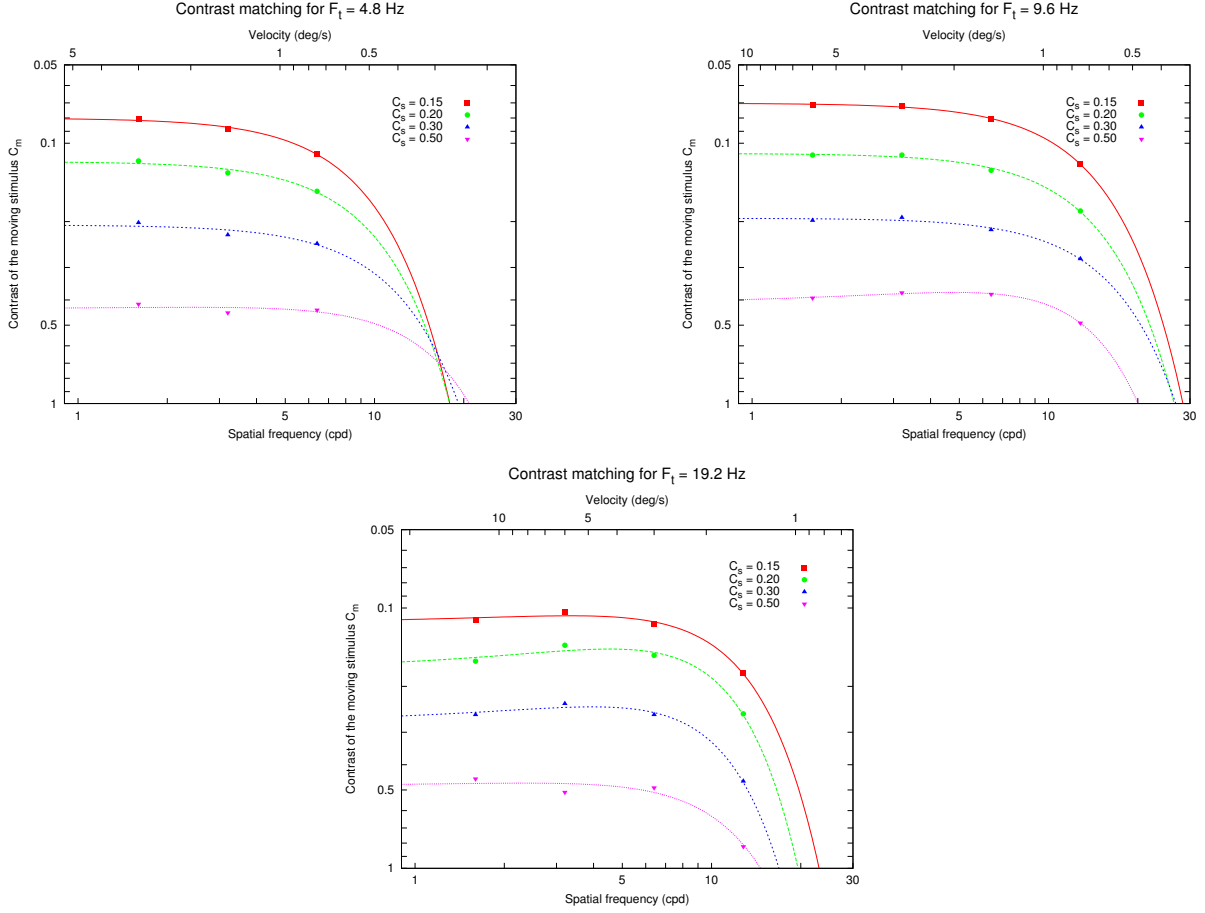 Contrast matching for F_t = 4.8 Hz
Velocity (deg/s)
5 1 0.5
0.05
0.1
0.5
1
Contrast of the moving stimulus C_m
C_s = 0.15
C_s = 0.20
C_s = 0.30
C_s = 0.50
1 5 10 30
Spatial frequency (cpd)
Contrast matching for F_t = 9.6 Hz
Velocity (deg/s)
10 5 1 0.5
0.05
0.1
0.5
1
Contrast of the moving stimulus C_m
C_s = 0.15
C_s = 0.20
C_s = 0.30
C_s = 0.50
1 5 10 30
Spatial frequency (cpd)
Contrast matching for F_t = 19.2 Hz
Velocity (deg/s)
10 5 1
0.05
0.1
0.5
1
Contrast of the moving stimulus C_m
C_s = 0.15
C_s = 0.20
C_s = 0.30
C_s = 0.50
1 5 10 30
Spatial frequency (cpd)